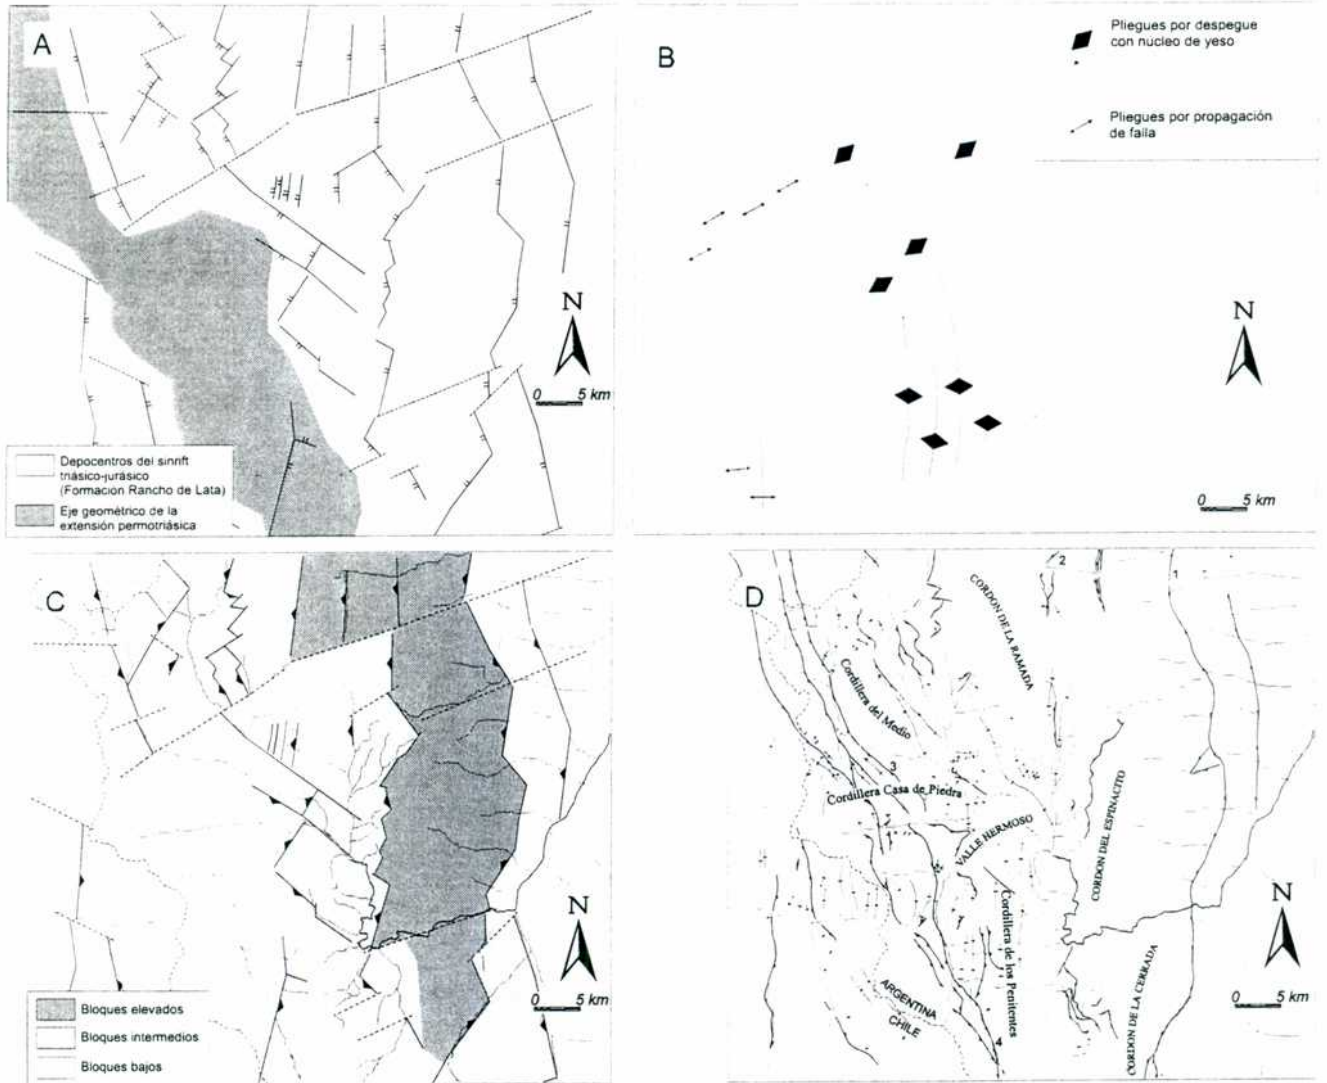 A
N
0 5 km
Depocentros del sinrift
triásico-jurásico
(Formación Rancho de Lata)
Eje geométrico de la
extensión permotriásica
B
Pliegues por despegue
con núcleo de yeso
Pliegues por propagación
de falla
N
0 5 km
C
N
0 5 km
Bloques elevados
Bloques intermedios
Bloques bajos
D
2
1
CORDON DE LA RAMADA
Cordillera del Medio
3
Cordillera Casa de Piedra
VALLE HERMOSO
CORDON DEL ESPINACITO
Cordillera de los Penitentes
N
ARGENTINA
CHILE
CORDON DE LA CERRADA
4
0 5 km